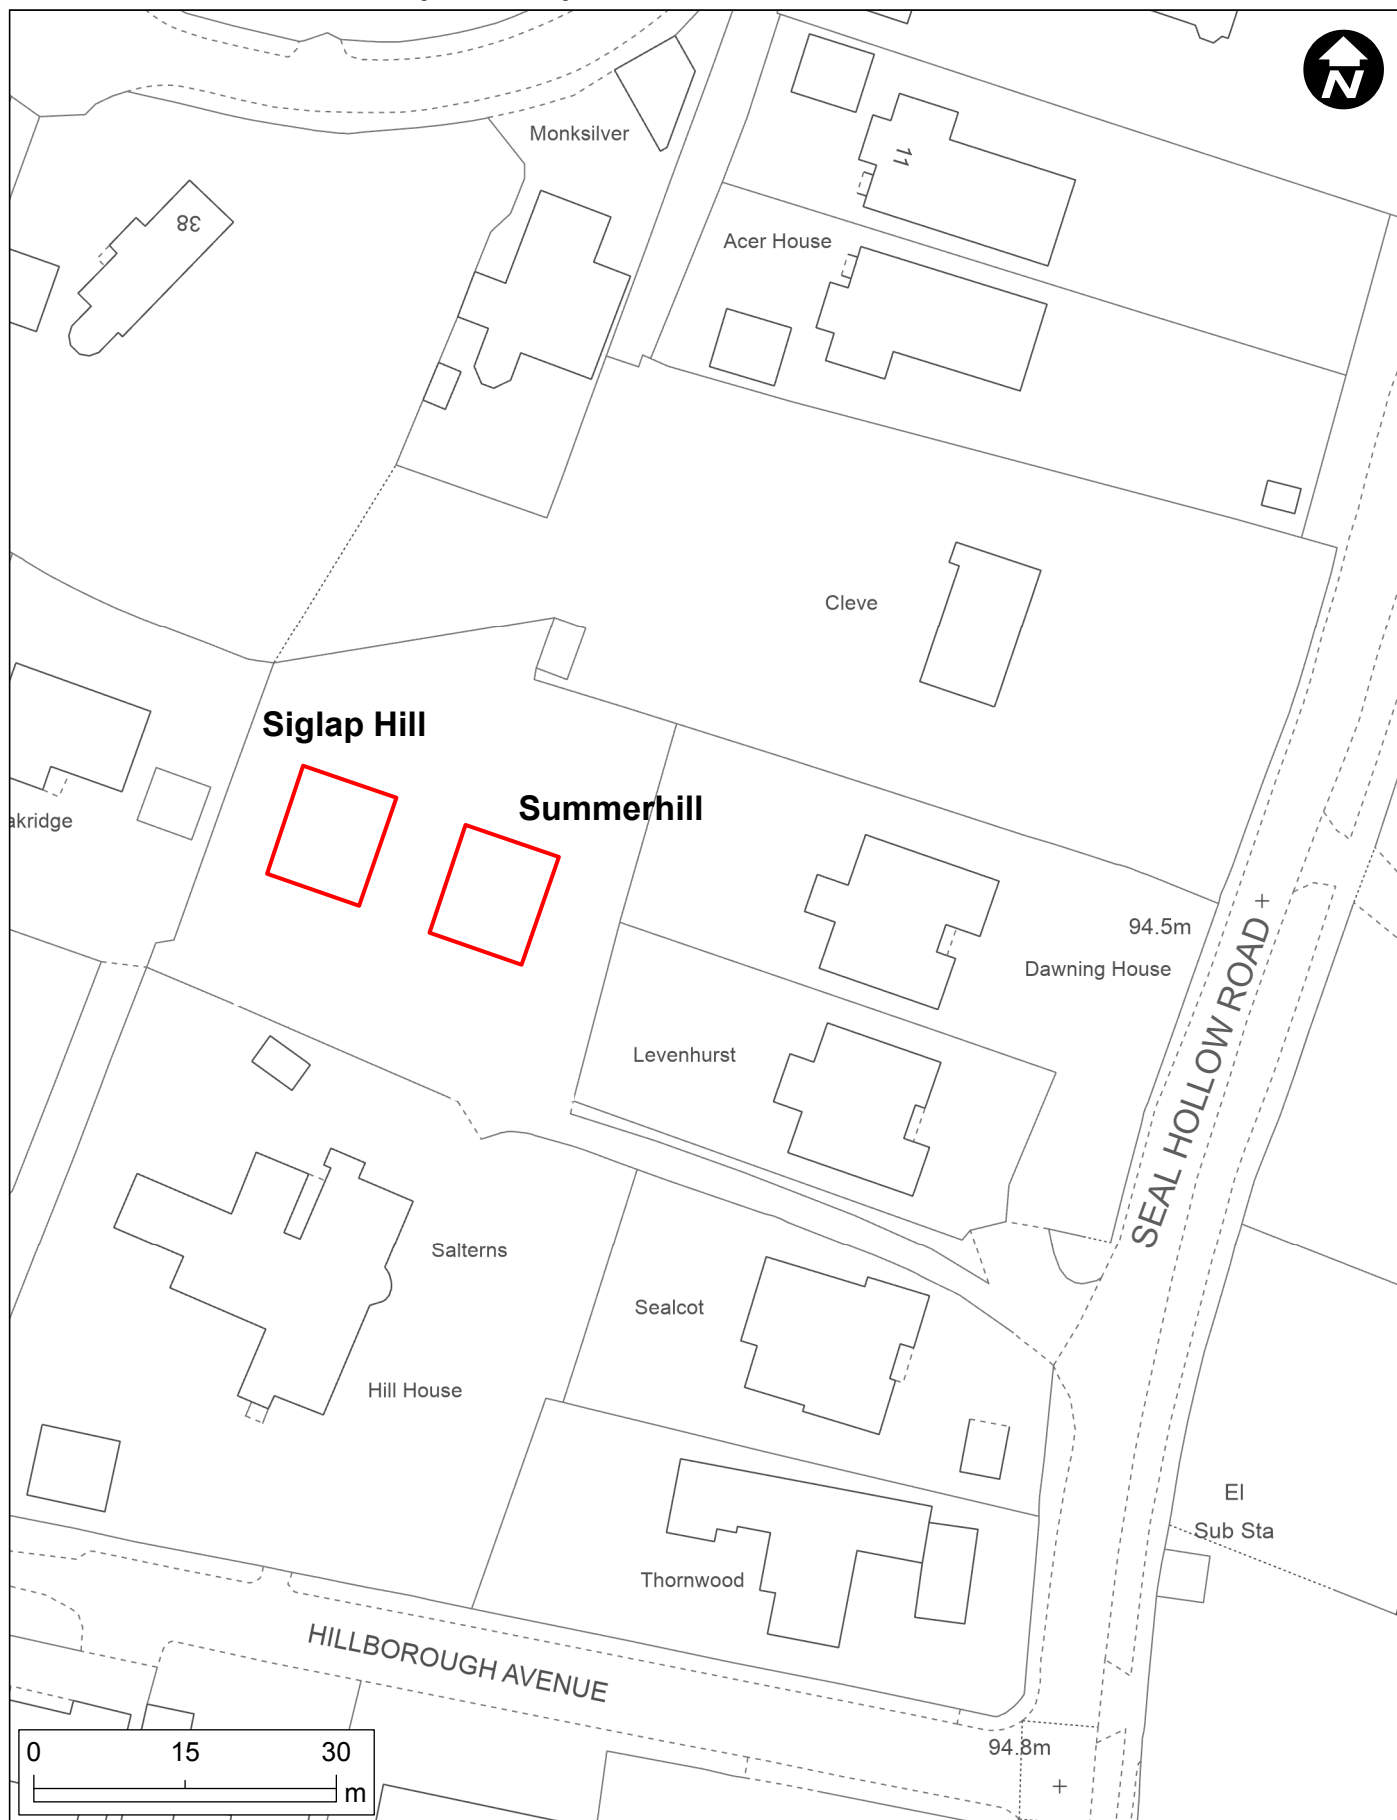 N
Monksilver
11
38
Acer House
Cleve
Siglap Hill
Summerhill
akridge
94.5m
Dawning House
SEAL HOLLOW ROAD
Levenhurst
Salterns
Sealcot
Hill House
El
Sub Sta
Thornwood
HILLBOROUGH AVENUE
94.8m
0 15 30
m